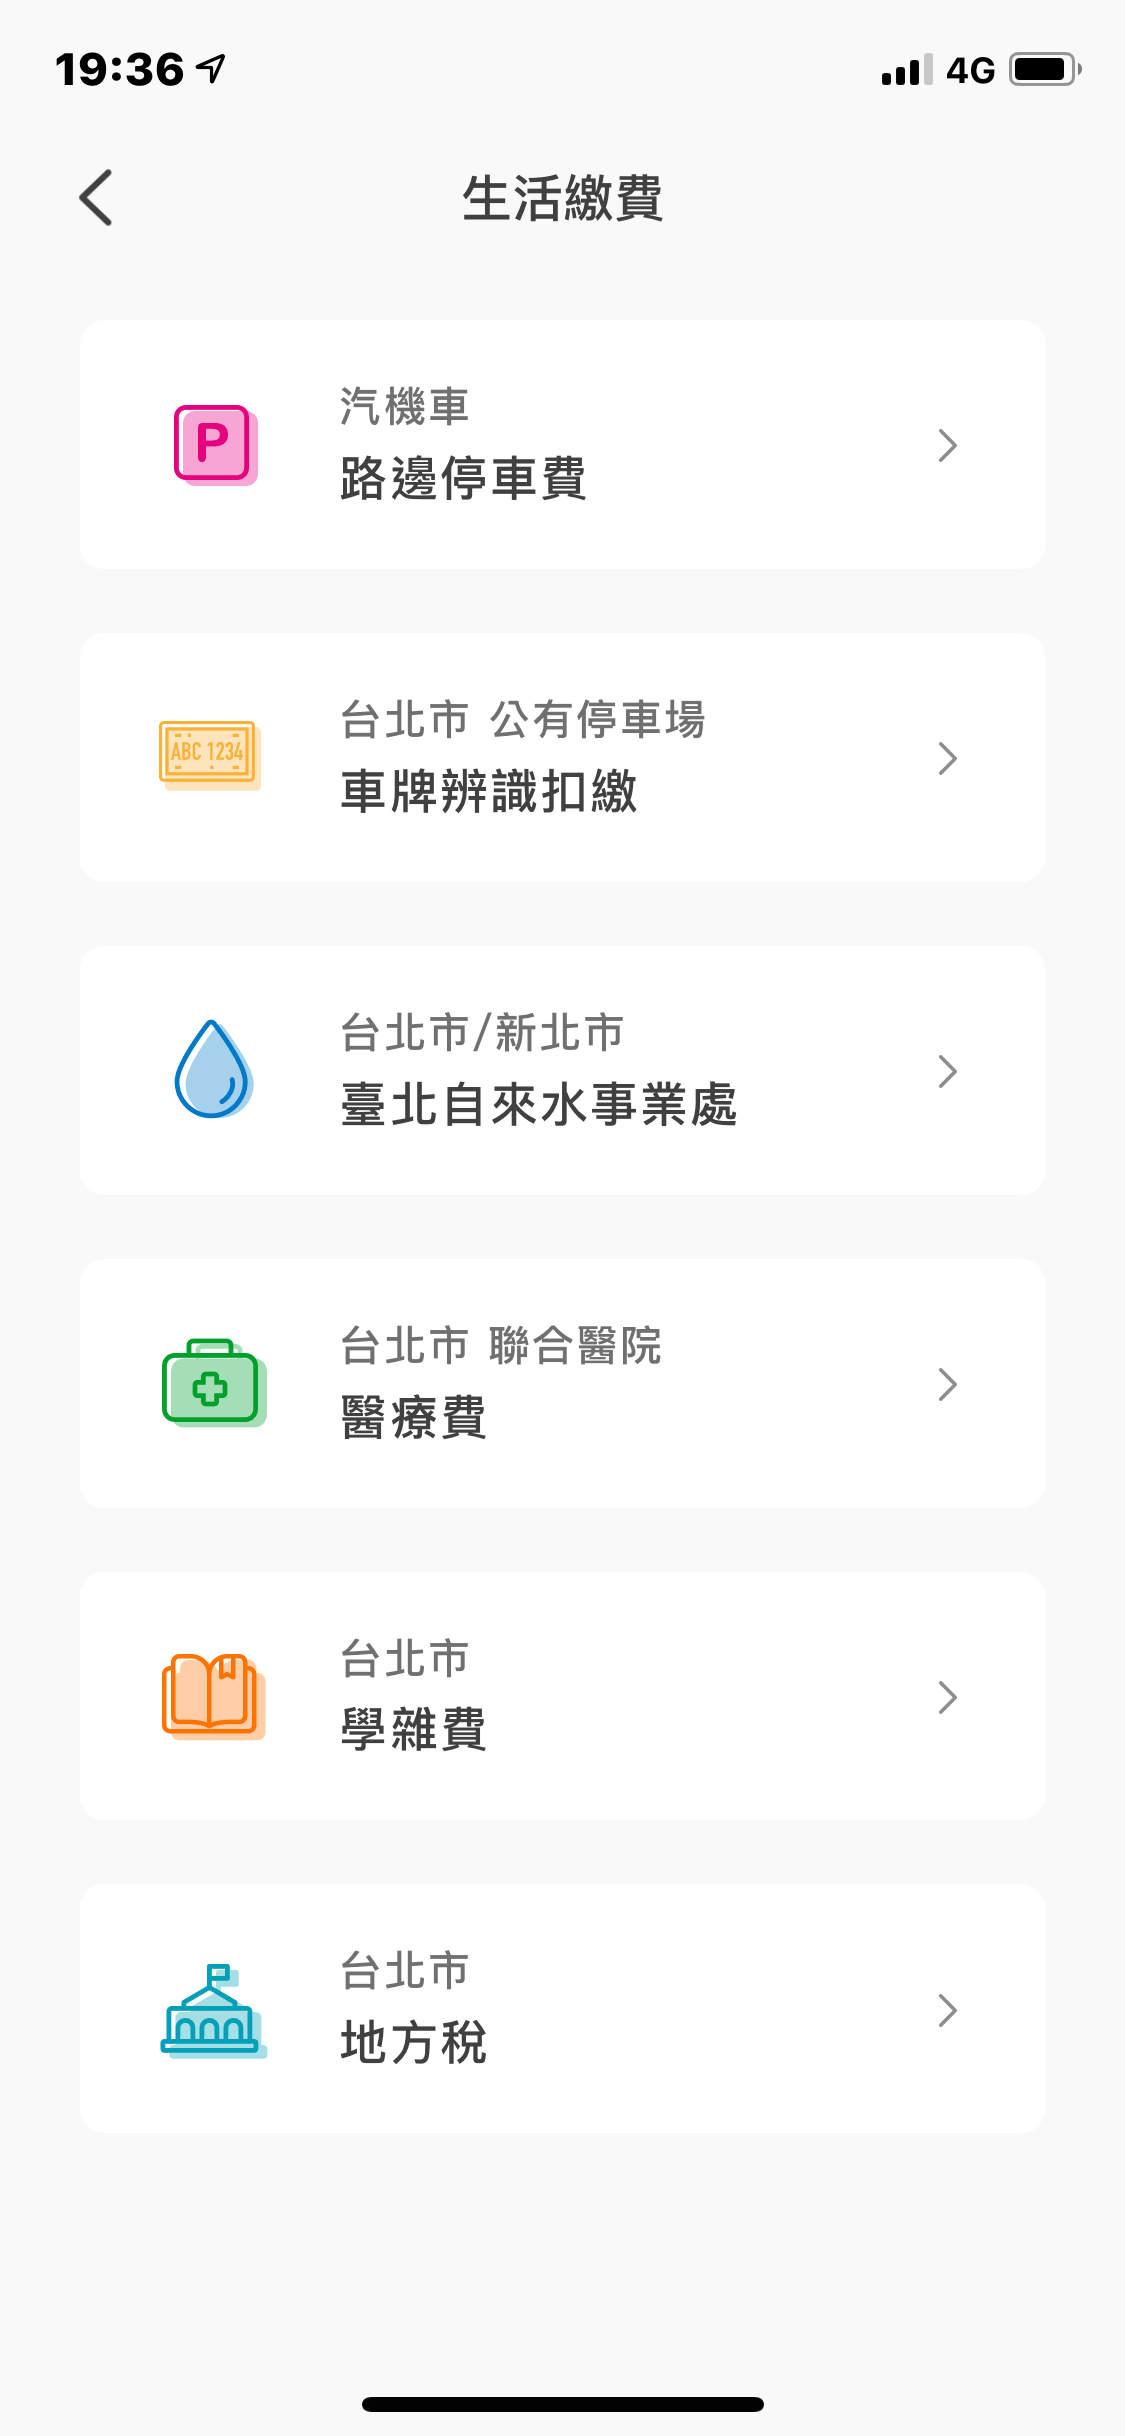 19:36
4G
生活繳費
P
汽機車
路邊停車費
台北市 公有停車場
ABC 1234
車牌辨識扣繳
台北市/新北市
臺北自來水事業處
台北市 聯合醫院
醫療費
台北市
學雜費
台北市
地方稅